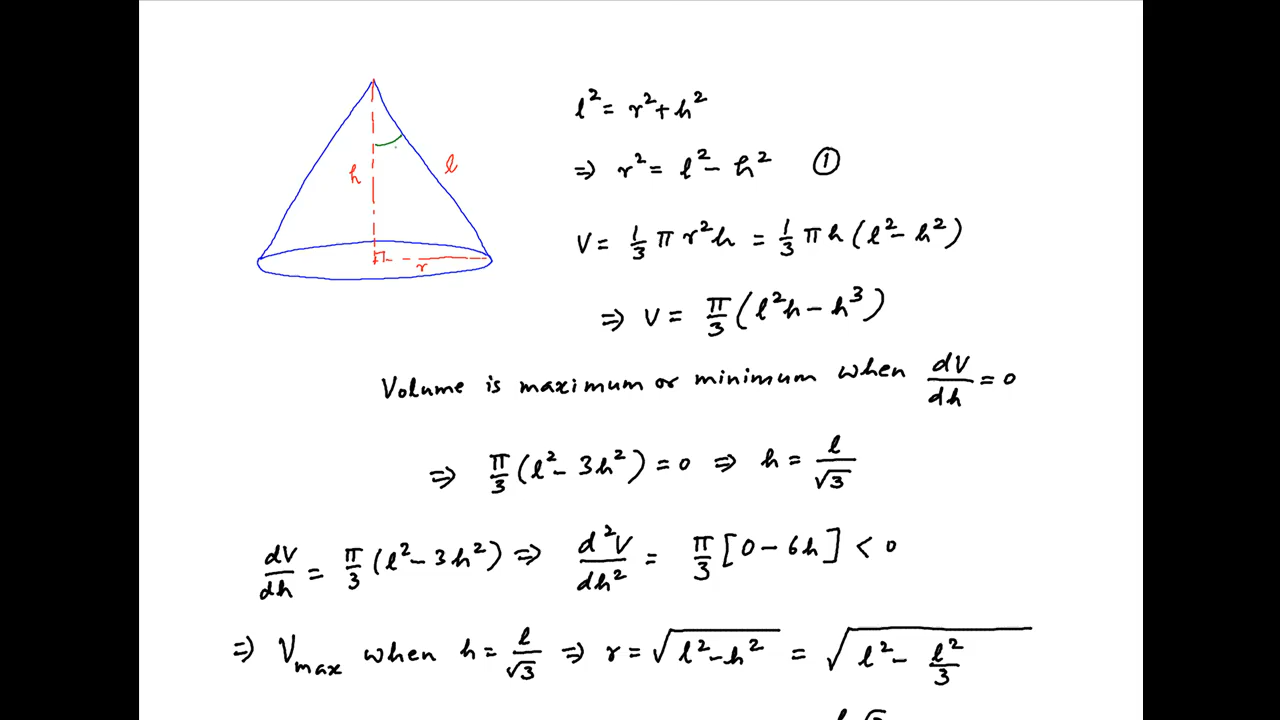 l² = r² + h²
⇒ r² = l² - h² ①
h
l
r
V = 1/3 π r² h = 1/3 π h (l² - h²)
⇒ V = π/3 (l²h - h³)
Volume is maximum or minimum when dV/dh = 0
⇒ π/3 (l² - 3h²) = 0 ⇒ h = l/√3
dV/dh = π/3 (l² - 3h²) ⇒ d²V/dh² = π/3 [0 - 6h] < 0
⇒ Vmax when h = l/√3 ⇒ r = √(l² - h²) = √(l² - l²/3)